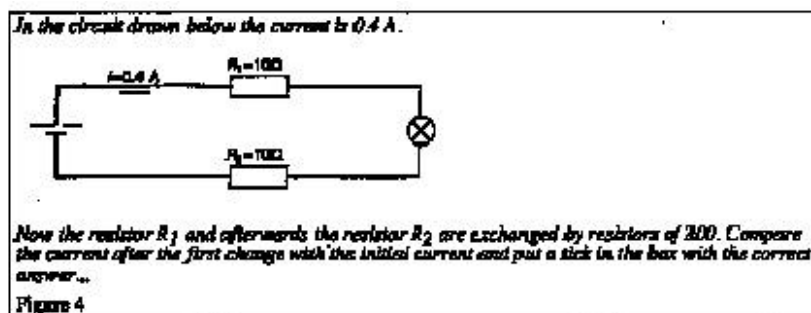 In the circuit drawn below the current is 0.4 A.
I=0.4 A
R₁=10Ω
R₂=10Ω
Now the resistor R₁ and afterwards the resistor R₂ are exchanged by resistors of 20Ω. Compare
the current after the first change with the initial current and put a tick in the box with the correct
answer...
Figure 4